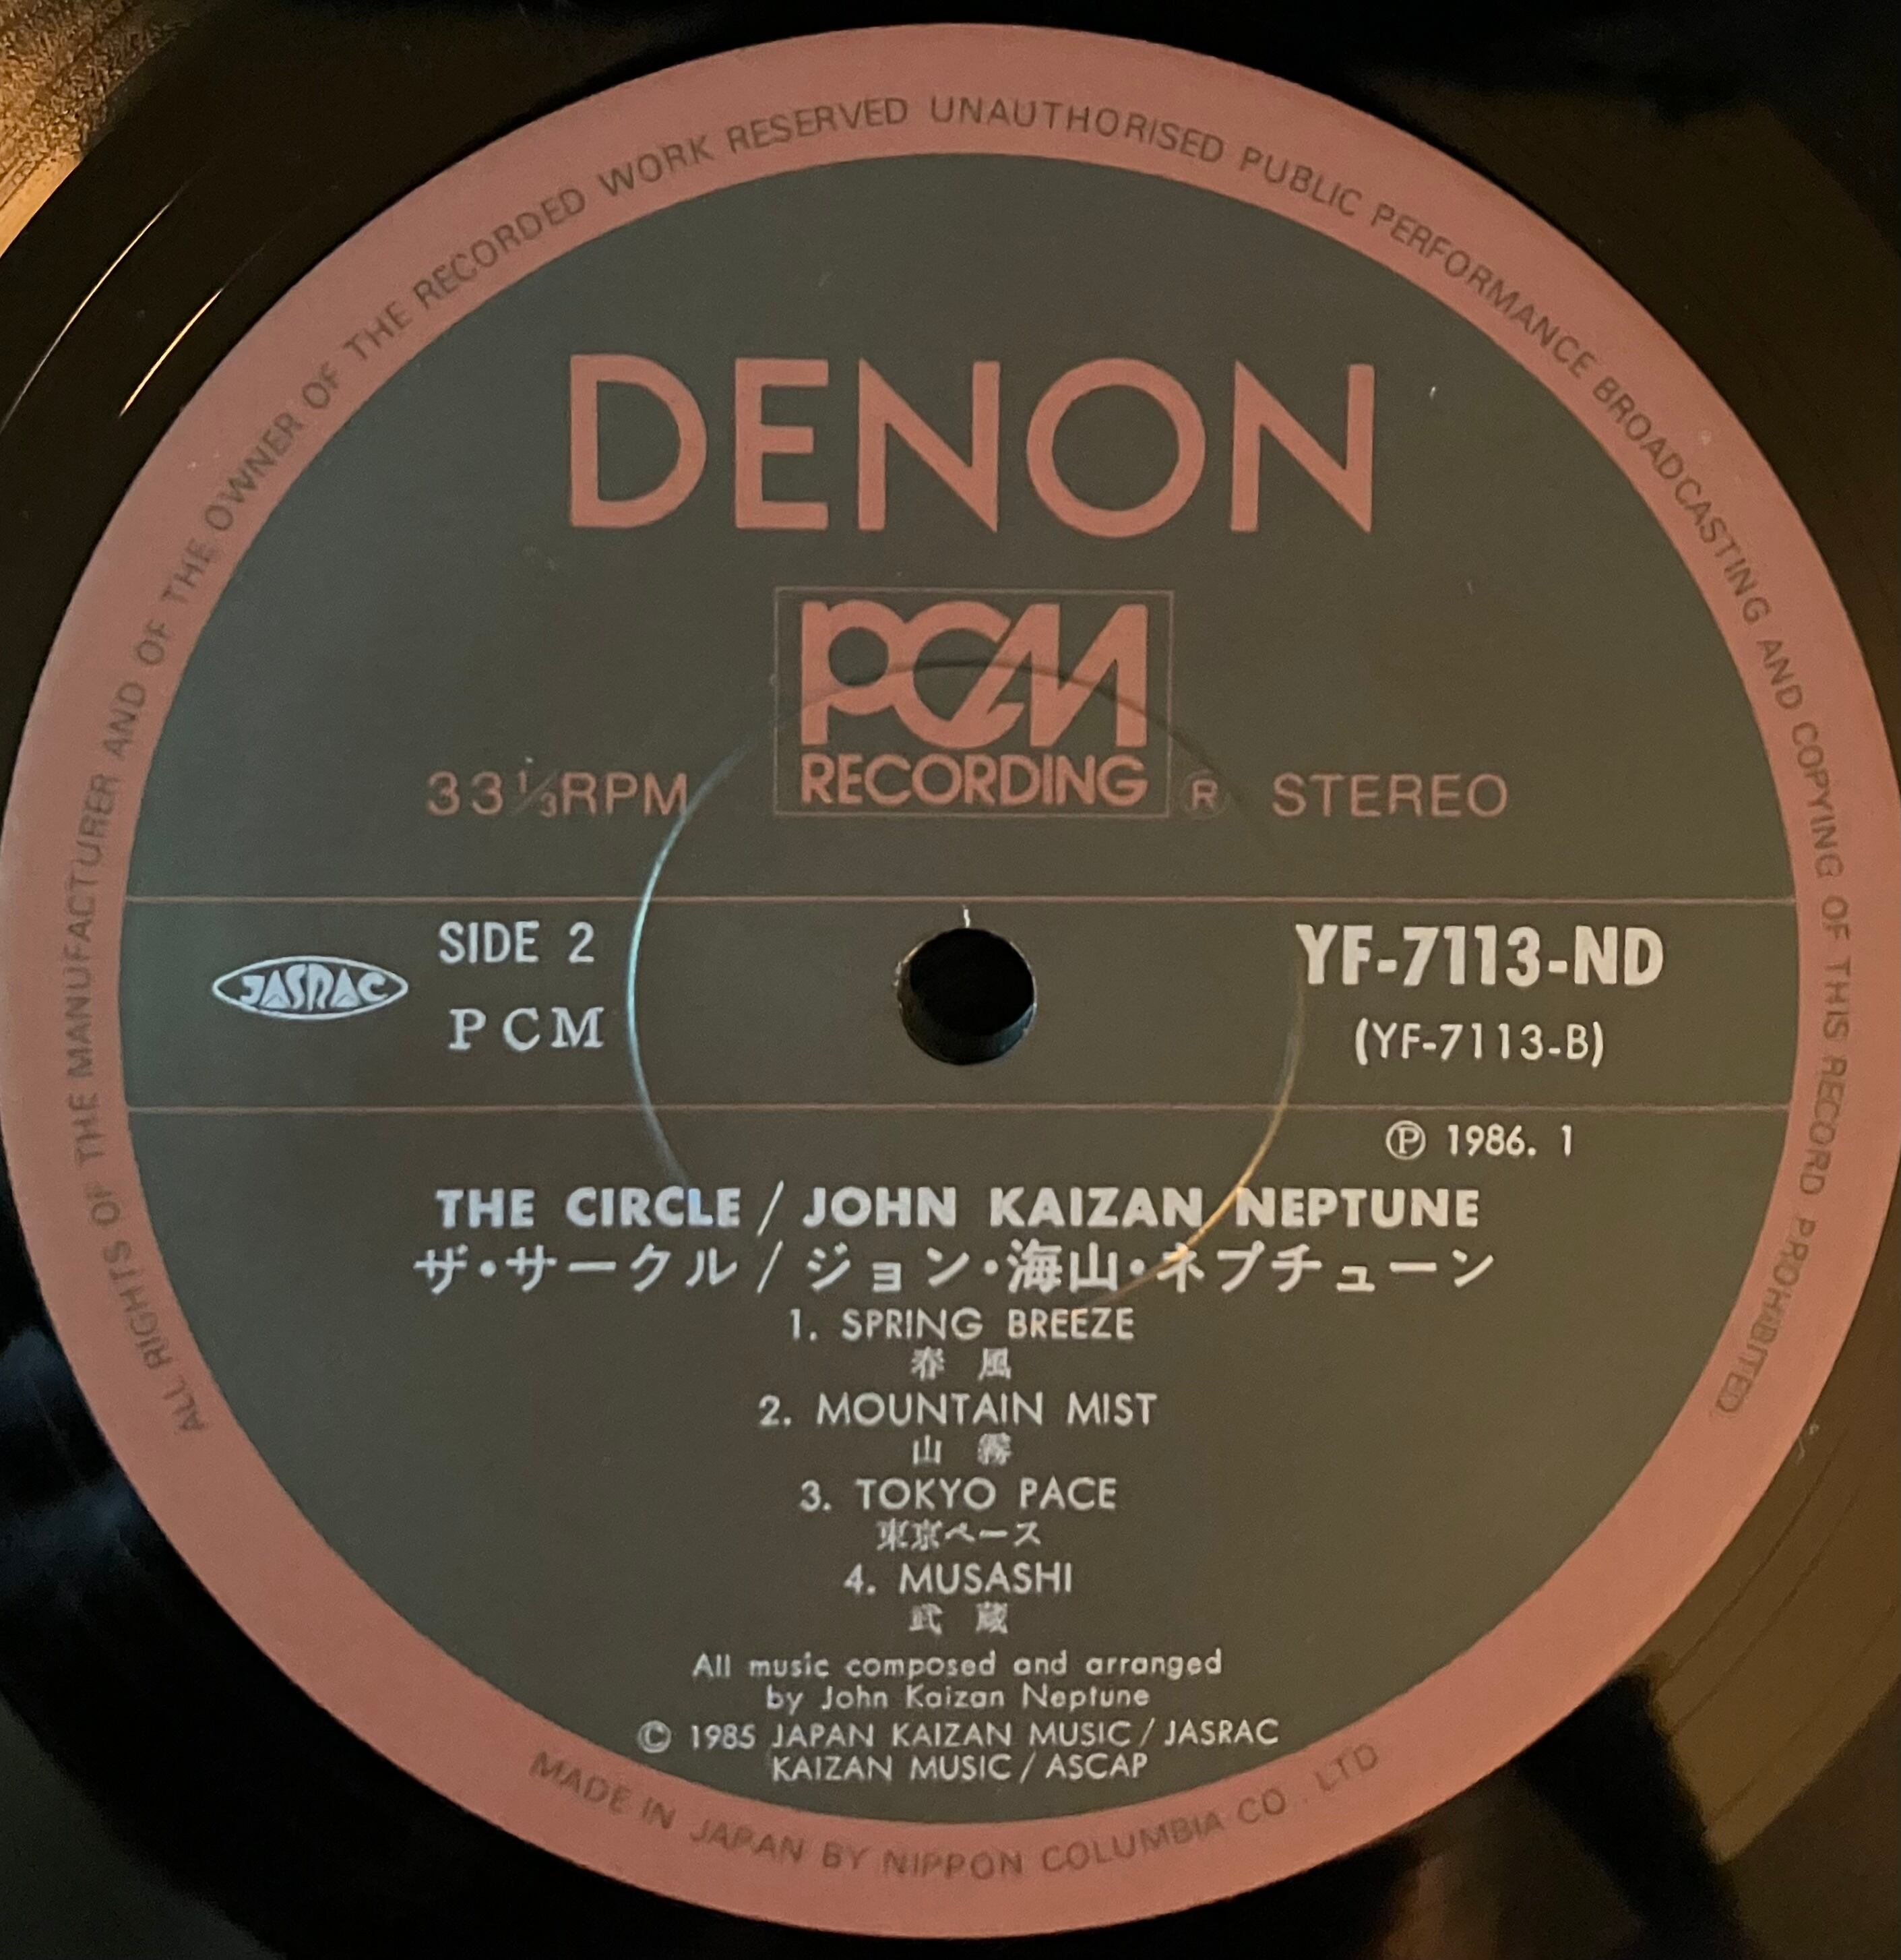 ALL RIGHTS OF THE MANUFACTURER AND OF THE OWNER OF THE RECORDED WORK RESERVED UNAUTHORISED PUBLIC PERFORMANCE BROADCASTING AND COPYING OF THIS RECORD PROHIBITED
DENON
PCM
RECORDING
33⅓RPM ® STEREO
JASRAC
SIDE 2
PCM
YF-7113-ND
(YF-7113-B)
Ⓟ 1986. 1
THE CIRCLE / JOHN KAIZAN NEPTUNE
ザ・サークル / ジョン・海山・ネプチューン
1. SPRING BREEZE
春 風
2. MOUNTAIN MIST
山 霧
3. TOKYO PACE
東京ペース
4. MUSASHI
武 蔵
All music composed and arranged
by John Kaizan Neptune
© 1985 JAPAN KAIZAN MUSIC / JASRAC
KAIZAN MUSIC / ASCAP
MADE IN JAPAN BY NIPPON COLUMBIA CO. LTD